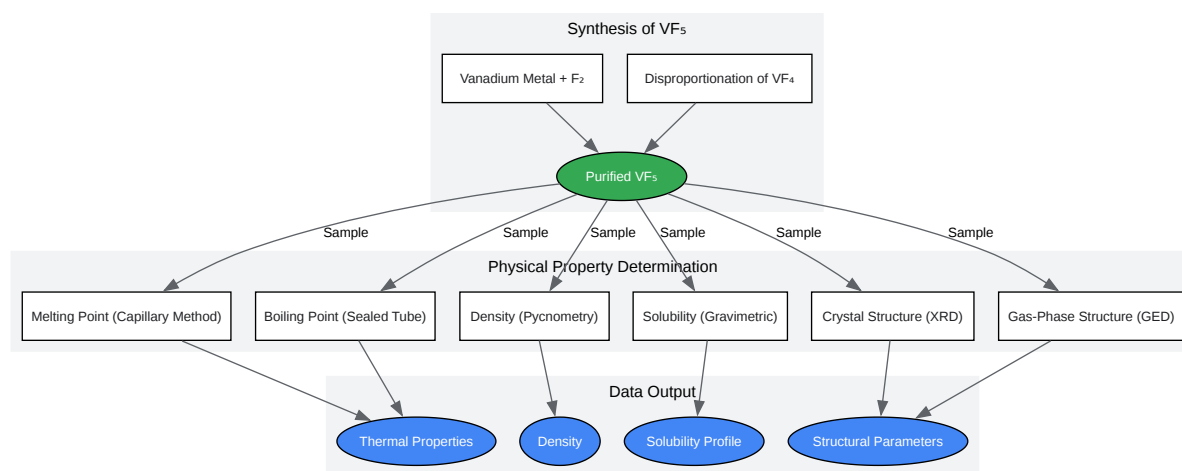 Synthesis of VF₅
Vanadium Metal + F₂
Disproportionation of VF₄
Purified VF₅
Sample
Sample
Sample
Sample
Sample
Sample
Physical Property Determination
Melting Point (Capillary Method)
Boiling Point (Sealed Tube)
Density (Pycnometry)
Solubility (Gravimetric)
Crystal Structure (XRD)
Gas-Phase Structure (GED)
Data Output
Thermal Properties
Density
Solubility Profile
Structural Parameters